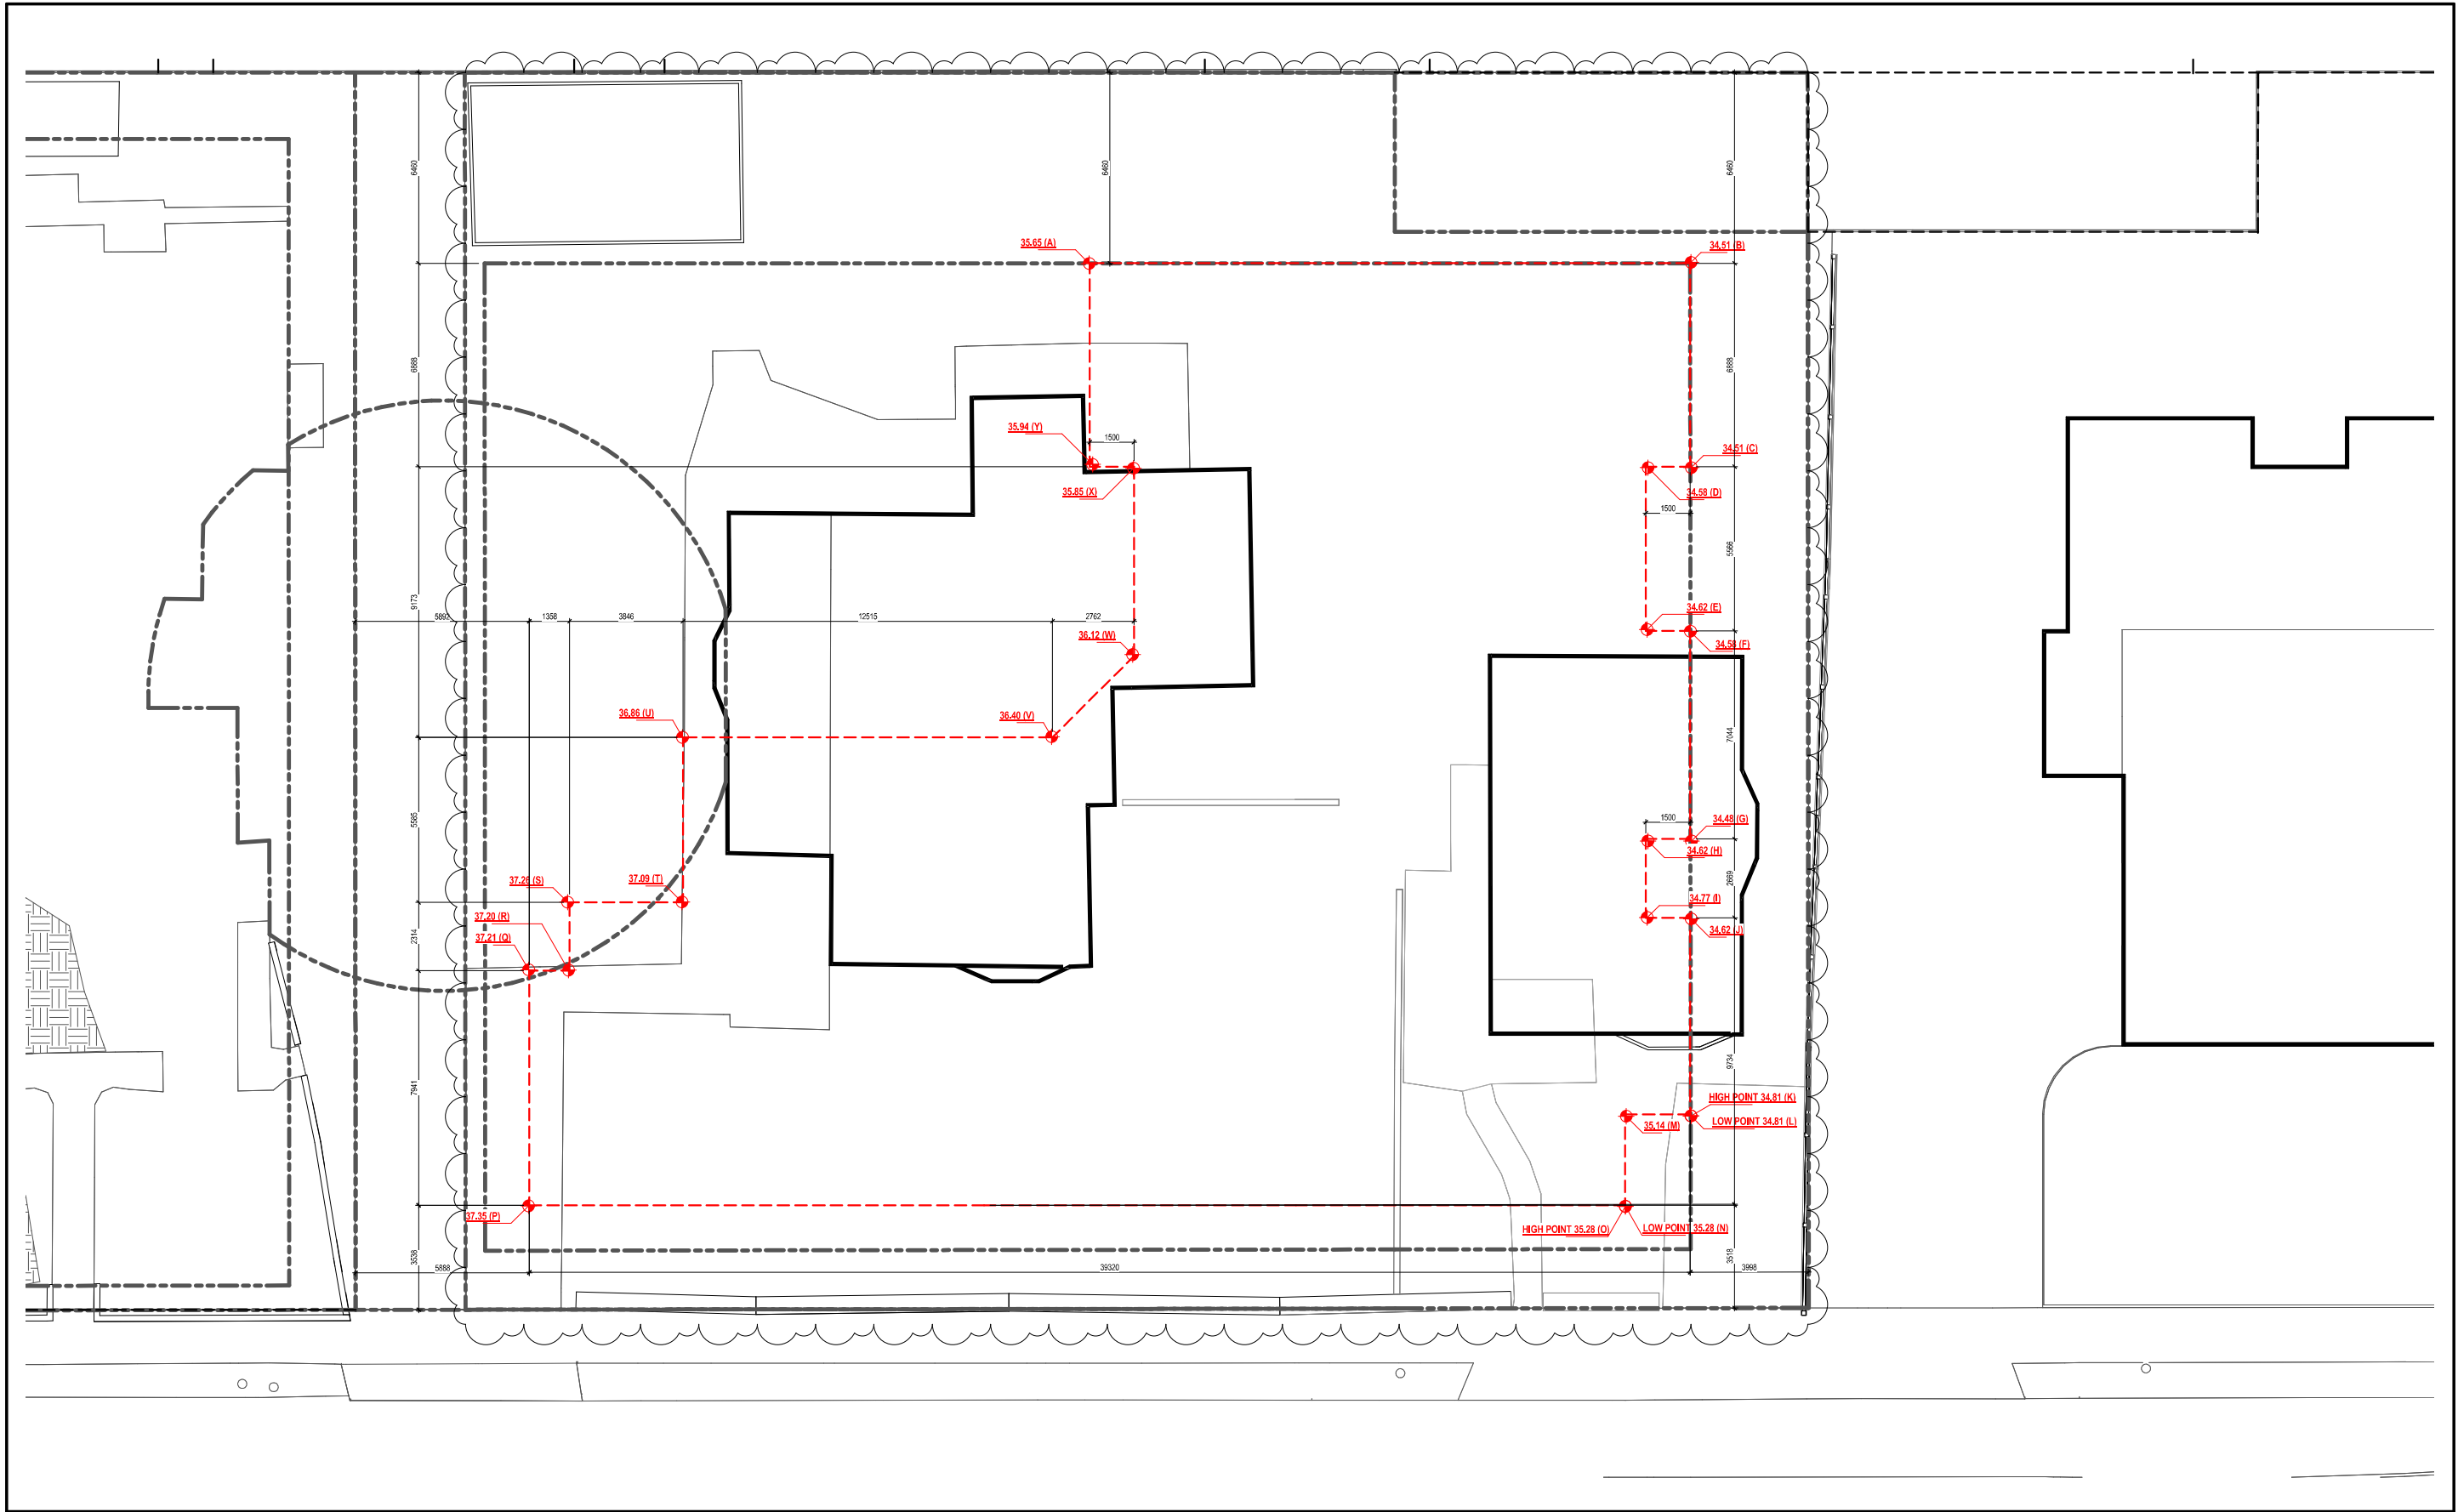 6460
6460
6460
35.65 (A)
34.51 (B)
6888
6888
35.94 (Y)
1500
34.51 (C)
35.85 (X)
34.58 (D)
1500
5566
9173
34.62 (E)
5892
1358
3846
12515
2762
36.12 (W)
34.58 (F)
36.86 (U)
36.40 (V)
7044
5585
1500
34.48 (G)
34.62 (H)
37.26 (S)
37.09 (T)
2669
34.77 (I)
37.20 (R)
34.62 (J)
37.21 (Q)
2314
7941
9734
HIGH POINT 34.81 (K)
LOW POINT 34.81 (L)
35.14 (M)
37.35 (P)
HIGH POINT 35.28 (O)
LOW POINT 35.28 (N)
3538
3518
5888
39320
3998